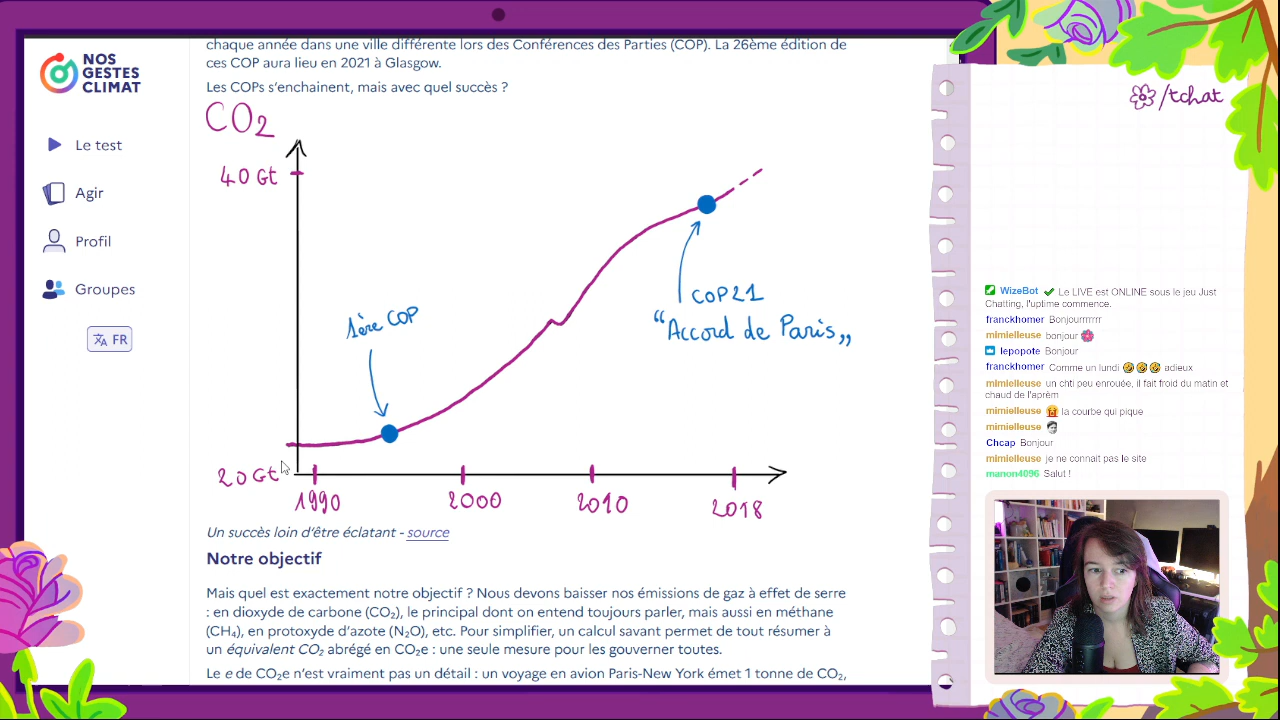 chaque année dans une ville différente lors des Conférences des Parties (COP). La 26ème édition de
ces COP aura lieu en 2021 à Glasgow.
Les COPs s'enchainent, mais avec quel succès ?
NOS
GESTES
CLIMAT
Le test
Agir
Profil
Groupes
FR
CO2
40 Gt
1ère COP
COP21
“Accord de Paris„
20 Gt
1990
2000
2010
2018
Un succès loin d'être éclatant - source
Notre objectif
Mais quel est exactement notre objectif ? Nous devons baisser nos émissions de gaz à effet de serre
: en dioxyde de carbone (CO₂), le principal dont on entend toujours parler, mais aussi en méthane
(CH₄), en protoxyde d'azote (N₂O), etc. Pour simplifier, un calcul savant permet de tout résumer à
un équivalent CO₂ abrégé en CO₂e : une seule mesure pour les gouverner toutes.
Le e de CO₂e n'est vraiment pas un détail : un voyage en avion Paris-New York émet 1 tonne de CO₂,
/tchat
WizeBot Le LIVE est ONLINE sous le jeu Just
Chatting, l'uptime commence.
franckhomer Bonjourrrrrr
mimielleuse bonjour
lepopote Bonjour
franckhomer Comme un lundi 🤣🤣🤣 adieux
mimielleuse un chti peu enrouée, il fait froid du matin et
chaud de l'aprèm
mimielleuse la courbe qui pique
mimielleuse
Chcap Bonjour
mimielleuse je ne connait pas le site
manon4096 Salut !